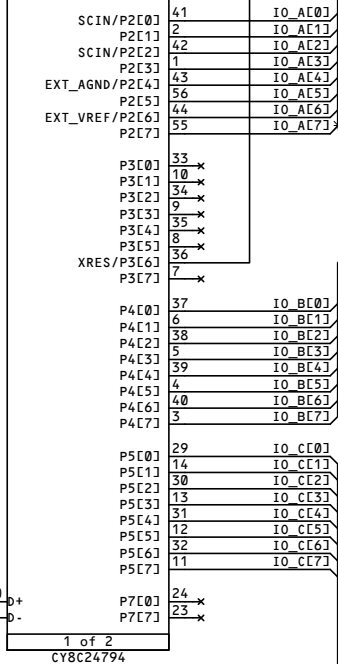 SCIN/P2[0] 41 IO_A[0]
P2[1] 2 IO_A[1]
SCIN/P2[2] 42 IO_A[2]
P2[3] 1 IO_A[3]
EXT_AGND/P2[4] 43 IO_A[4]
P2[5] 56 IO_A[5]
EXT_VREF/P2[6] 44 IO_A[6]
P2[7] 55 IO_A[7]
P3[0] 33
P3[1] 10
P3[2] 34
P3[3] 9
P3[4] 35
P3[5] 8
XRES/P3[6] 36
P3[7] 7
P4[0] 37 IO_B[0]
P4[1] 6 IO_B[1]
P4[2] 38 IO_B[2]
P4[3] 5 IO_B[3]
P4[4] 39 IO_B[4]
P4[5] 4 IO_B[5]
P4[6] 40 IO_B[6]
P4[7] 3 IO_B[7]
P5[0] 29 IO_C[0]
P5[1] 14 IO_C[1]
P5[2] 30 IO_C[2]
P5[3] 13 IO_C[3]
P5[4] 31 IO_C[4]
P5[5] 12 IO_C[5]
P5[6] 32 IO_C[6]
P5[7] 11 IO_C[7]
D+ P7[0] 24
D- P7[7] 23
1 of 2
CY8C24794